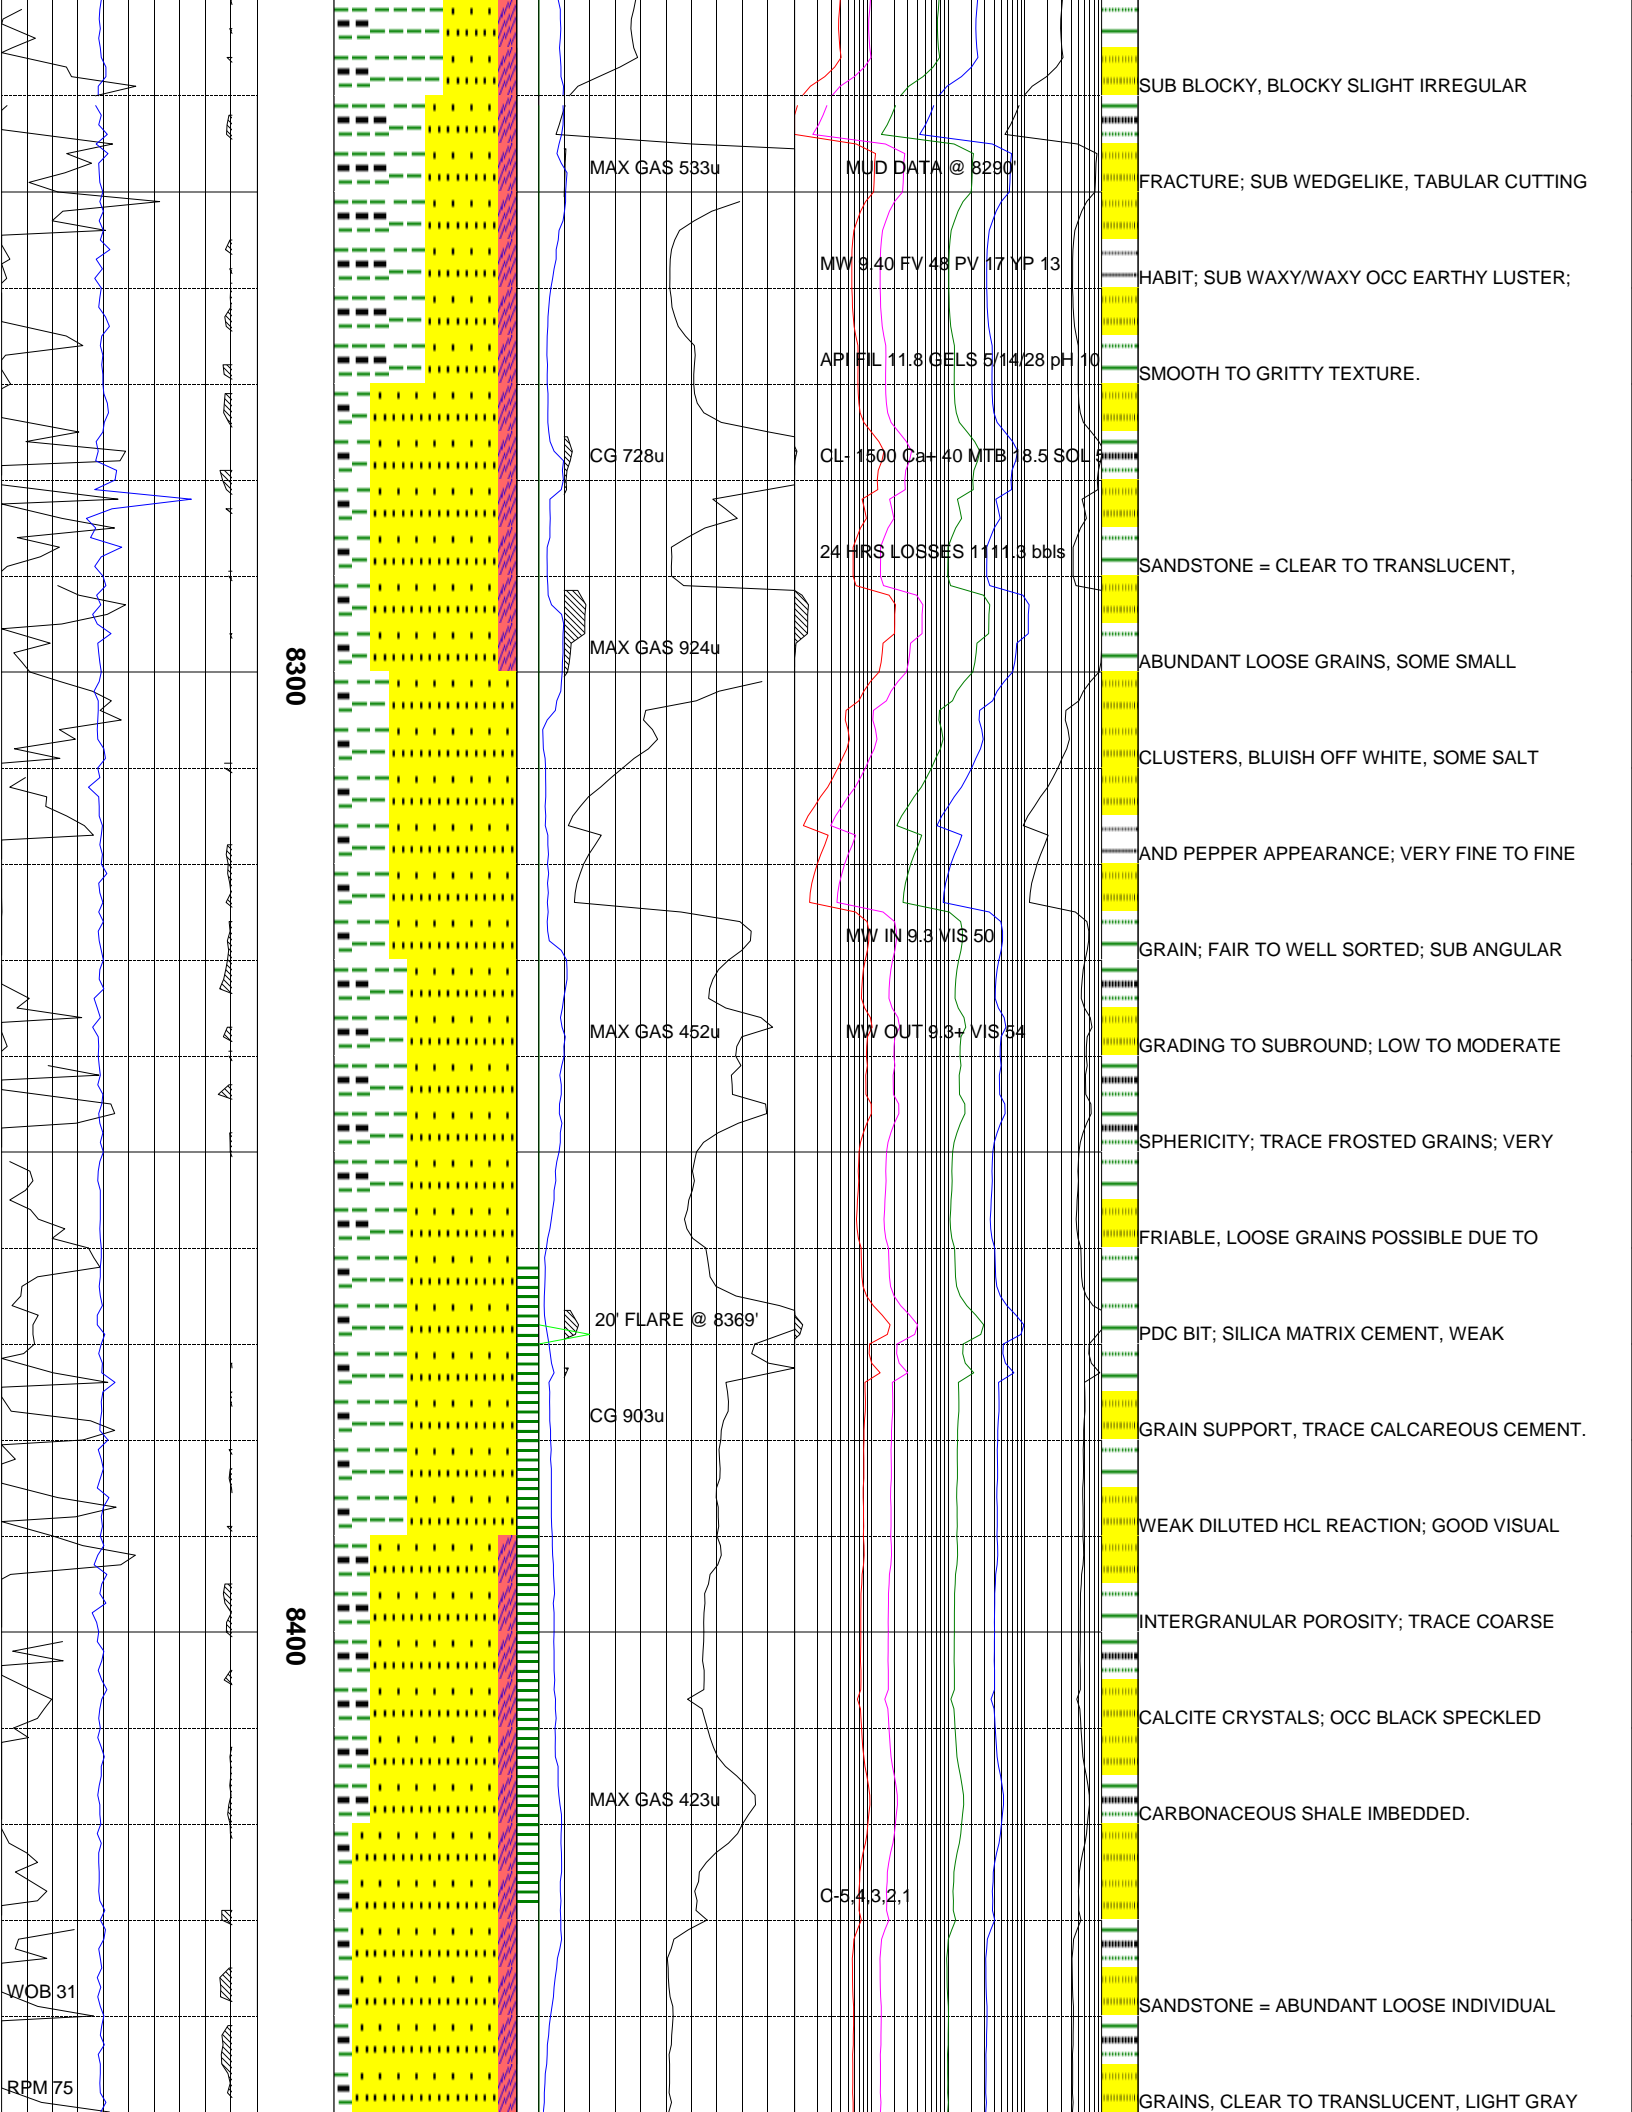 SUB BLOCKY, BLOCKY SLIGHT IRREGULAR
MAX GAS 533u
MUD DATA @ 8290'
FRACTURE; SUB WEDGELIKE, TABULAR CUTTING
MW 9.40 FV 48 PV 17 YP 13
HABIT; SUB WAXY/WAXY OCC EARTHY LUSTER;
API FIL 11.8 GELS 5/14/28 pH 10
SMOOTH TO GRITTY TEXTURE.
CG 728u
CL- 1500 Ca+ 40 MTB 18.5 SOL 5
24 HRS LOSSES 1111.3 bbls
SANDSTONE = CLEAR TO TRANSLUCENT,
MAX GAS 924u
8300
ABUNDANT LOOSE GRAINS, SOME SMALL
CLUSTERS, BLUISH OFF WHITE, SOME SALT
AND PEPPER APPEARANCE; VERY FINE TO FINE
MW IN 9.3 VIS 50
GRAIN; FAIR TO WELL SORTED; SUB ANGULAR
MAX GAS 452u
MW OUT 9.3+ VIS 54
GRADING TO SUBROUND; LOW TO MODERATE
SPHERICITY; TRACE FROSTED GRAINS; VERY
FRIABLE, LOOSE GRAINS POSSIBLE DUE TO
20' FLARE @ 8369'
PDC BIT; SILICA MATRIX CEMENT, WEAK
CG 903u
GRAIN SUPPORT, TRACE CALCAREOUS CEMENT.
WEAK DILUTED HCL REACTION; GOOD VISUAL
8400
INTERGRANULAR POROSITY; TRACE COARSE
CALCITE CRYSTALS; OCC BLACK SPECKLED
MAX GAS 423u
CARBONACEOUS SHALE IMBEDDED.
C-5,4,3,2,1
WOB 31
SANDSTONE = ABUNDANT LOOSE INDIVIDUAL
RPM 75
GRAINS, CLEAR TO TRANSLUCENT, LIGHT GRAY